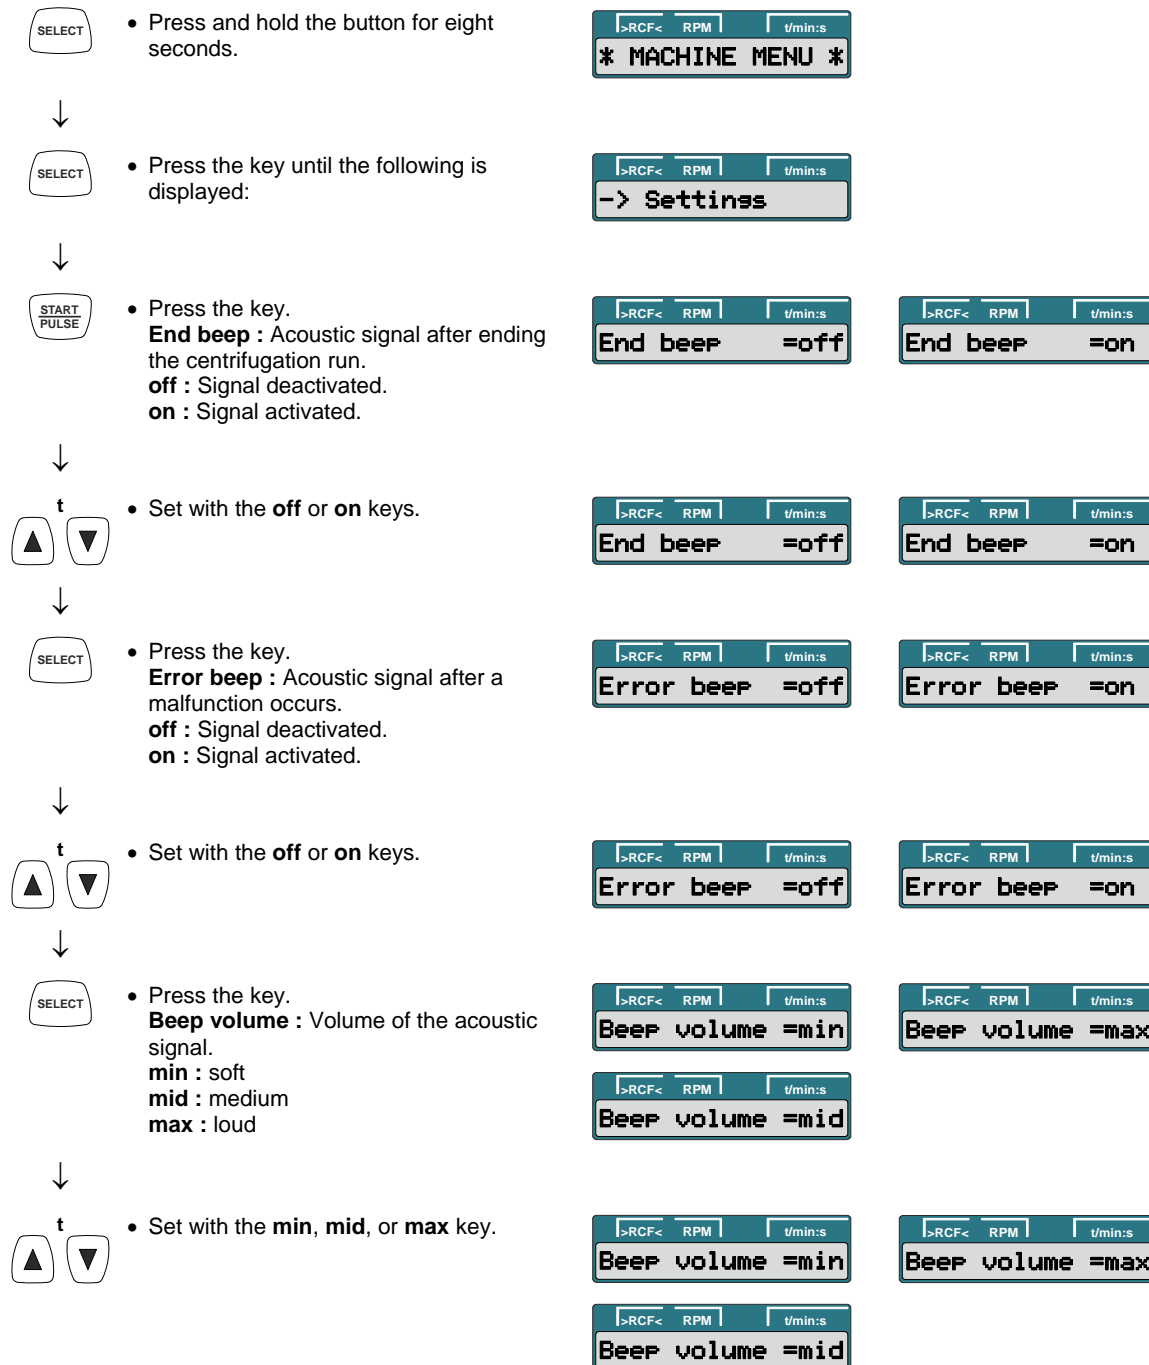 SELECT
• Press and hold the button for eight
seconds.
>RCF< RPM t/min:s
* MACHINE MENU *
↓
SELECT
• Press the key until the following is
displayed:
>RCF< RPM t/min:s
-> Settings
↓
START
PULSE
• Press the key.
End beep : Acoustic signal after ending
the centrifugation run.
off : Signal deactivated.
on : Signal activated.
>RCF< RPM t/min:s
End beep =off
>RCF< RPM t/min:s
End beep =on
↓
t
▲ ▼
• Set with the off or on keys.
>RCF< RPM t/min:s
End beep =off
>RCF< RPM t/min:s
End beep =on
↓
SELECT
• Press the key.
Error beep : Acoustic signal after a
malfunction occurs.
off : Signal deactivated.
on : Signal activated.
>RCF< RPM t/min:s
Error beep =off
>RCF< RPM t/min:s
Error beep =on
↓
t
▲ ▼
• Set with the off or on keys.
>RCF< RPM t/min:s
Error beep =off
>RCF< RPM t/min:s
Error beep =on
↓
SELECT
• Press the key.
Beep volume : Volume of the acoustic
signal.
min : soft
mid : medium
max : loud
>RCF< RPM t/min:s
Beep volume =min
>RCF< RPM t/min:s
Beep volume =max
>RCF< RPM t/min:s
Beep volume =mid
↓
t
▲ ▼
• Set with the min, mid, or max key.
>RCF< RPM t/min:s
Beep volume =min
>RCF< RPM t/min:s
Beep volume =max
>RCF< RPM t/min:s
Beep volume =mid